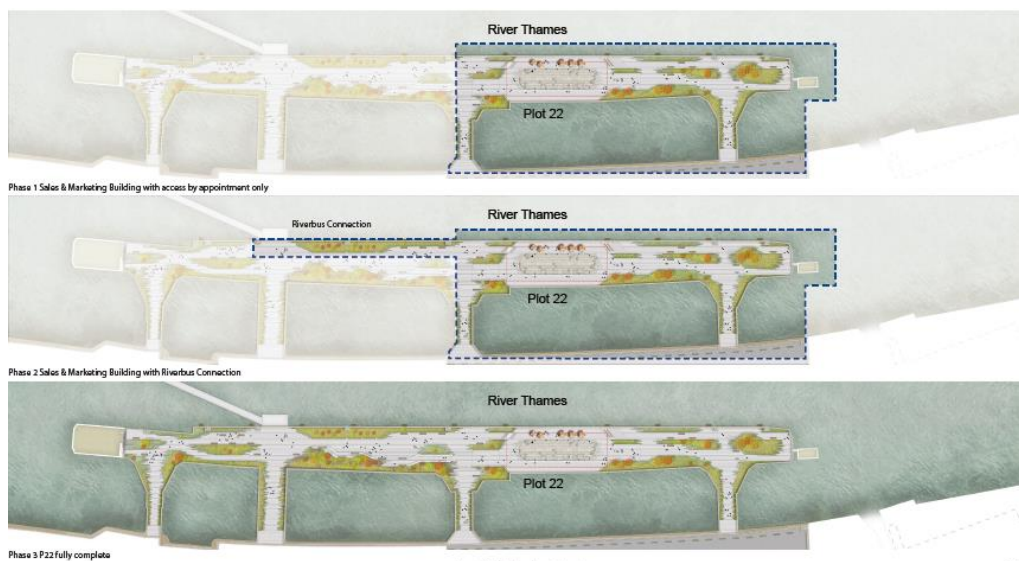 River Thames
Plot 22
Phase 1 Sales & Marketing Building with access by appointment only
Riverbus Connection
River Thames
Plot 22
Phase 2 Sales & Marketing Building with Riverbus Connection
River Thames
Plot 22
Phase 3 P22 fully complete